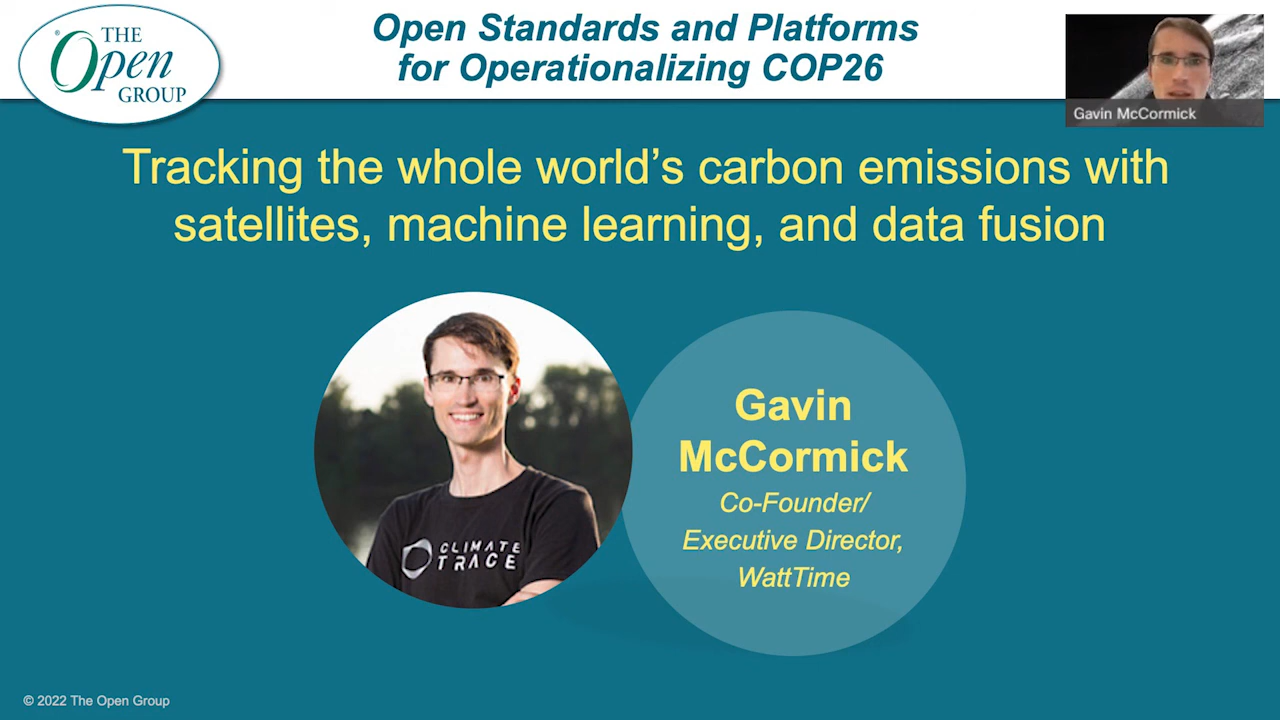 THE
Open
GROUP
®
Open Standards and Platforms
for Operationalizing COP26
Gavin McCormick
Tracking the whole world’s carbon emissions with
satellites, machine learning, and data fusion
CLIMATE
TRACE
Gavin
McCormick
Co-Founder/
Executive Director,
WattTime
© 2022 The Open Group